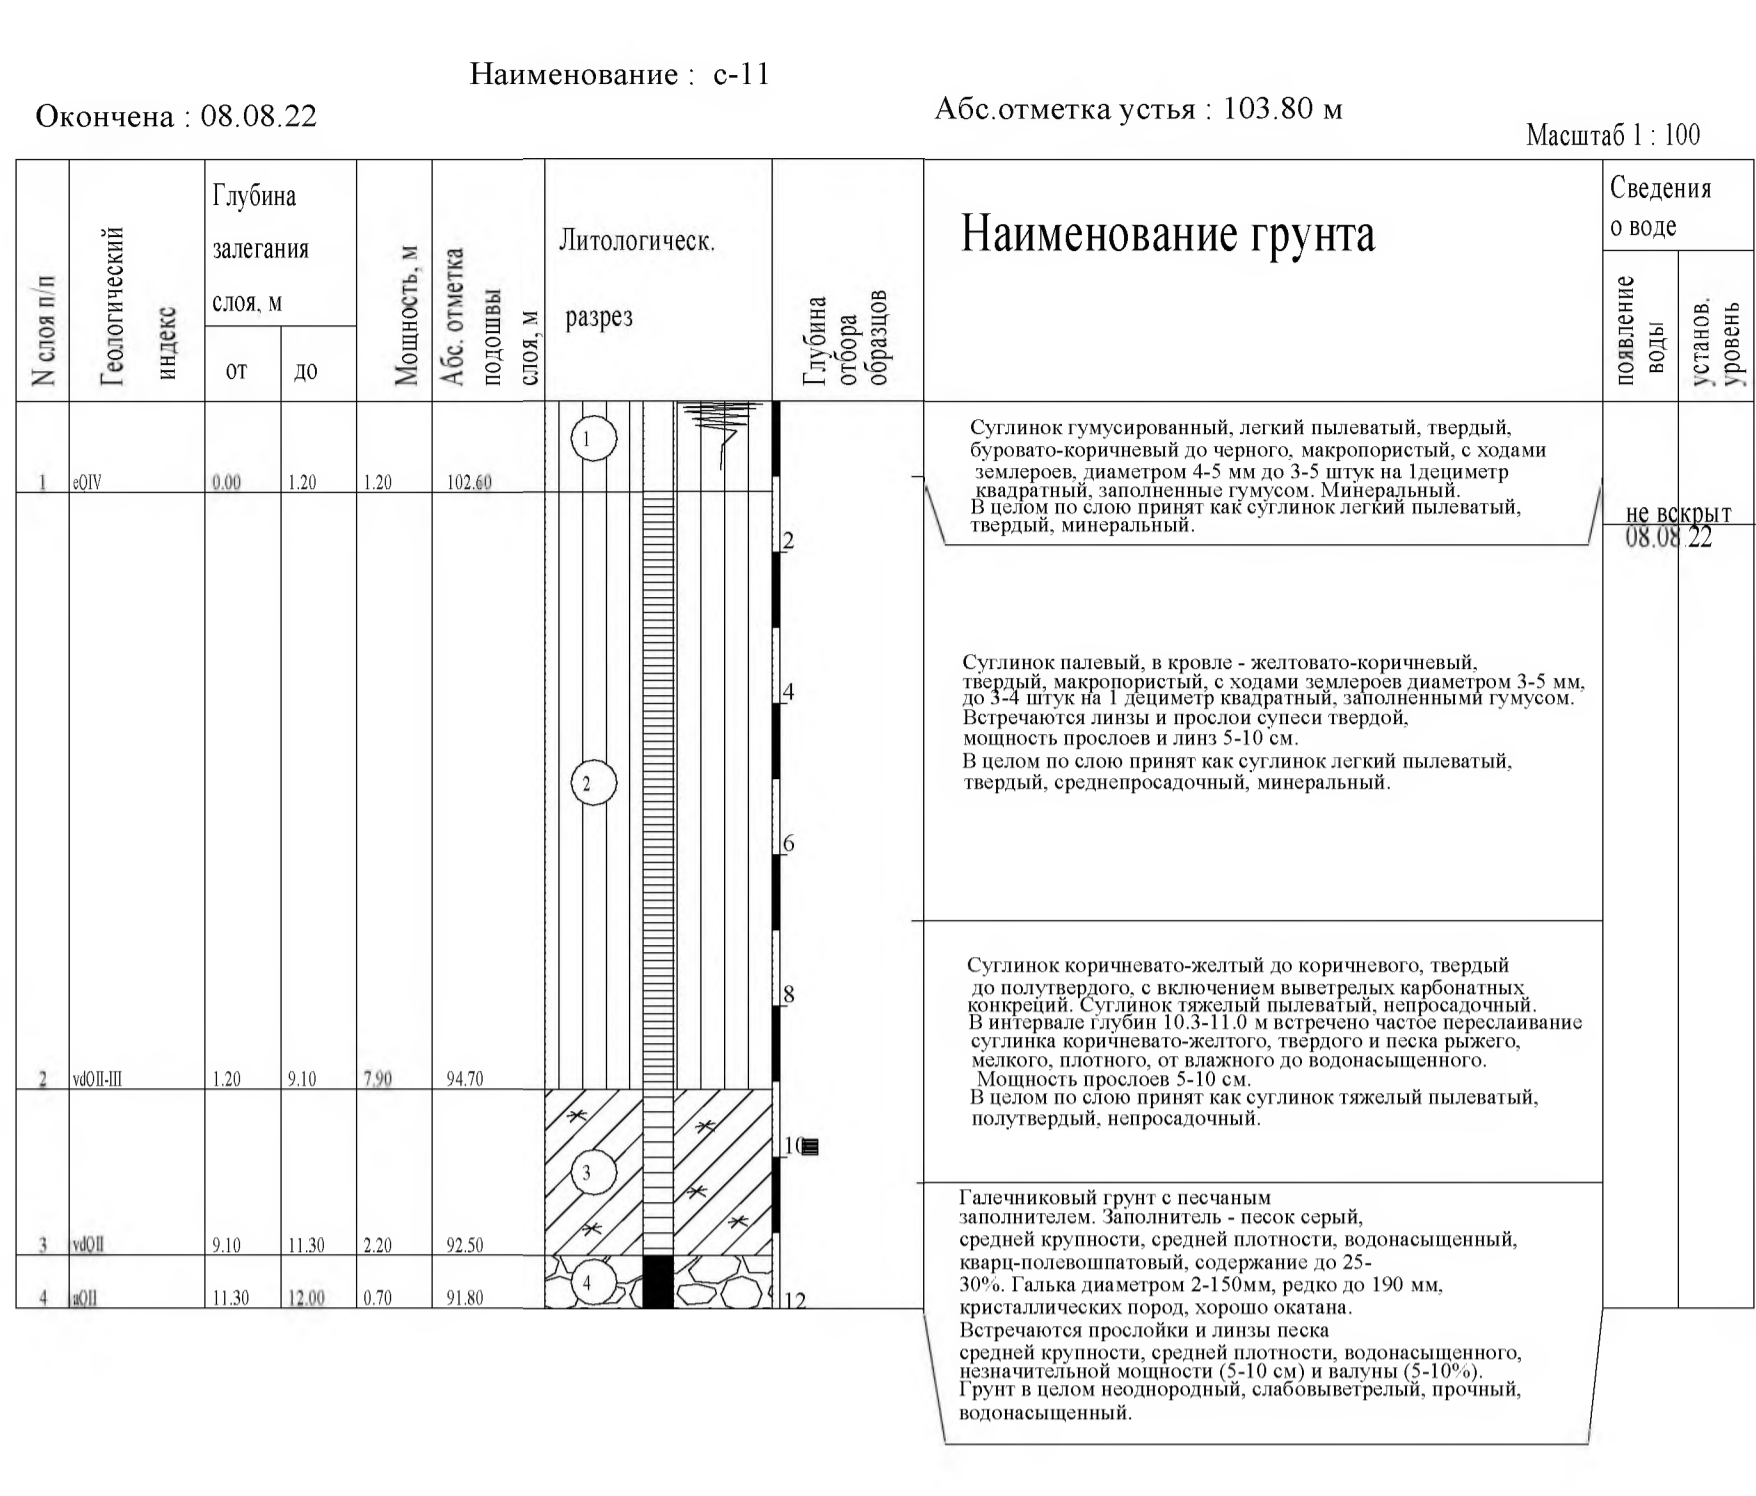 Наименование : с-11
Окончена : 08.08.22
Абс.отметка устья : 103.80 м
Масштаб 1 : 100
N слоя п/п
Геологический
индекс
Глубина
залегания
слоя, м
от
до
Мощность, м
Абс. отметка
подошвы
слоя, м
Литологическ.
разрез
Глубина
отбора
образцов
Наименование грунта
Сведения
о воде
появление
воды
установ.
уровень
1 eQIV 0.00 1.20 1.20 102.60
1
Суглинок гумусированный, легкий пылеватый, твердый,
буровато-коричневый до черного, макропористый, с ходами
землероев, диаметром 4-5 мм до 3-5 штук на 1дециметр
квадратный, заполненные гумусом. Минеральный.
В целом по слою принят как суглинок легкий пылеватый,
твердый, минеральный.
не вскрыт
08.08.22
2
4
6
8
10
12
2 vdQII-III 1.20 9.10 7.90 94.70
2
Суглинок палевый, в кровле - желтовато-коричневый,
твердый, макропористый, с ходами землероев диаметром 3-5 мм,
до 3-4 штук на 1 дециметр квадратный, заполненными гумусом.
Встречаются линзы и прослои супеси твердой,
мощность прослоев и линз 5-10 см.
В целом по слою принят как суглинок легкий пылеватый,
твердый, среднепросадочный, минеральный.
3 vdQII 9.10 11.30 2.20 92.50
3
Суглинок коричневато-желтый до коричневого, твердый
до полутвердого, с включением выветрелых карбонатных
конкреций. Суглинок тяжелый пылеватый, непросадочный.
В интервале глубин 10.3-11.0 м встречено частое переслаивание
суглинка коричневато-желтого, твердого и песка рыжего,
мелкого, плотного, от влажного до водонасыщенного.
Мощность прослоев 5-10 см.
В целом по слою принят как суглинок тяжелый пылеватый,
полутвердый, непросадочный.
4 aQII 11.30 12.00 0.70 91.80
4
Галечниковый грунт с песчаным
заполнителем. Заполнитель - песок серый,
средней крупности, средней плотности, водонасыщенный,
кварц-полевошпатовый, содержание до 25-
30%. Галька диаметром 2-150мм, редко до 190 мм,
кристаллических пород, хорошо окатана.
Встречаются прослойки и линзы песка
средней крупности, средней плотности, водонасыщенного,
незначительной мощности (5-10 см) и валуны (5-10%).
Грунт в целом неоднородный, слабовыветрелый, прочный,
водонасыщенный.